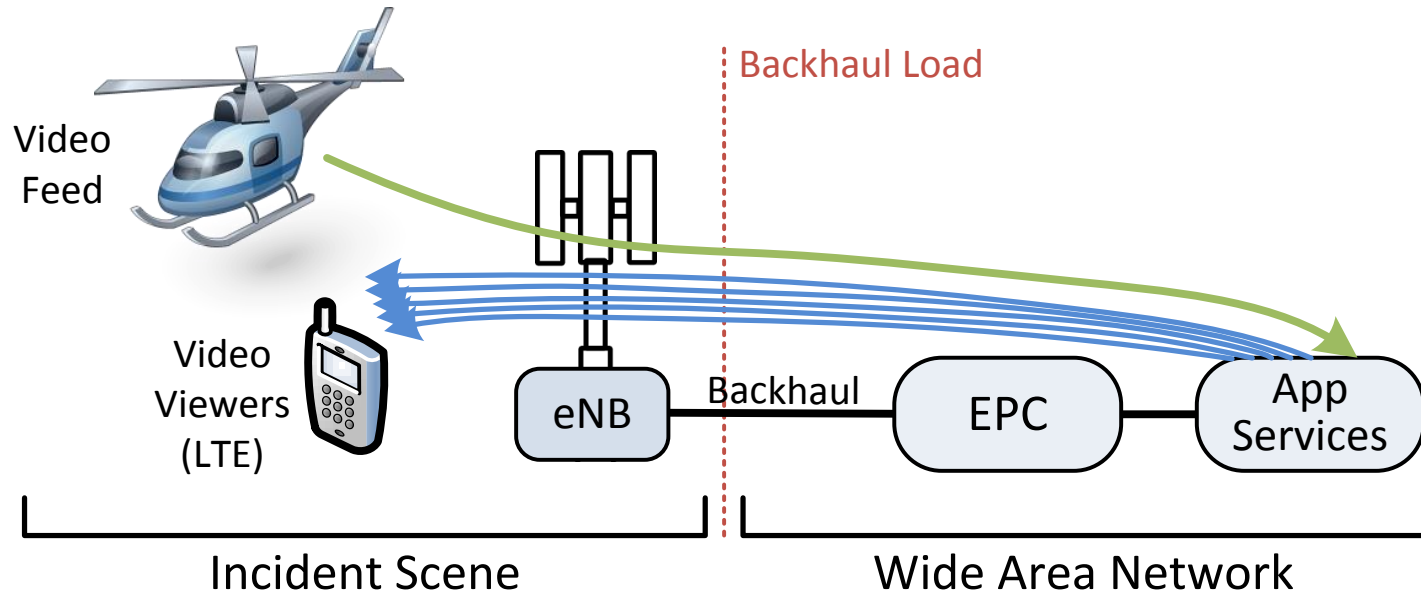 Backhaul Load
Video
Feed
Video
Viewers
(LTE)
eNB
Backhaul
EPC
App
Services
Incident Scene
Wide Area Network